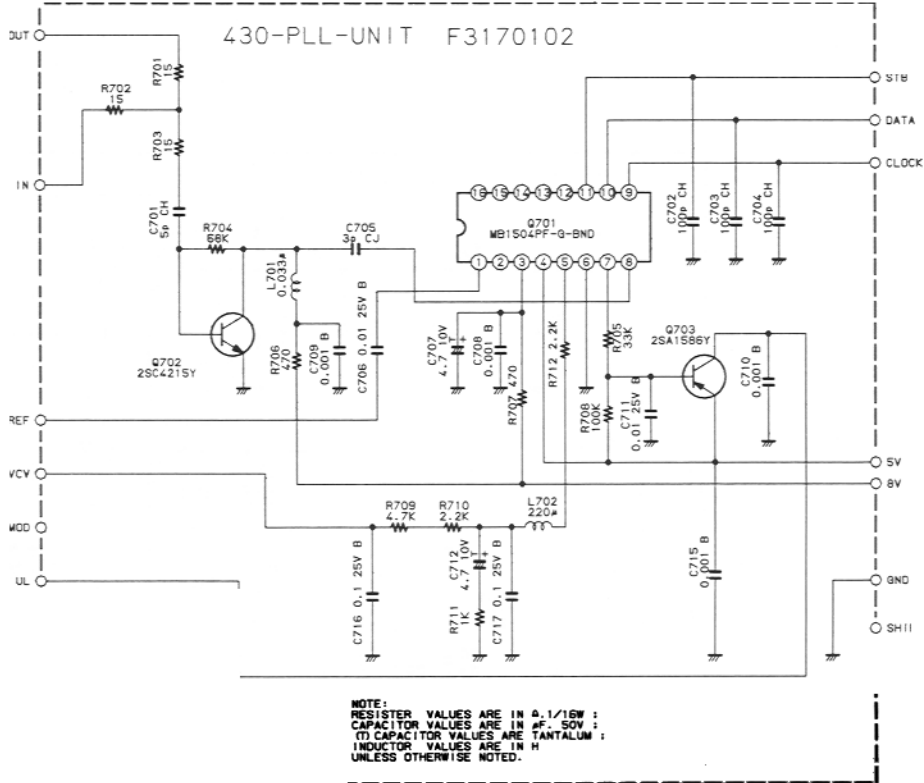 430-PLL-UNIT F3170102
OUT
R701
15
R702
15
R703
15
IN
C701
5p CH
R704
68K
C705
3p CJ
L701
0.033μ
Q702
2SC4215Y
R706
470
C709
0.001 B
C706 0.01 25V B
REF
VCV
MOD
UL
16 15 14 13 12 11 10 9
Q701
MB1504PF-G-BND
1 2 3 4 5 6 7 8
STB
DATA
CLOCK
C702
100p CH
C703
100p CH
C704
100p CH
C707
4.7 10V
T +
C708
0.001 B
R707 470
R712 2.2K
R705
33K
R708
100K
C711
0.01 25V B
Q703
2SA1586Y
C710
0.001 B
5V
8V
R709
4.7K
R710
2.2K
L702
220μ
C716 0.1 25V B
C712
4.7 10V
T +
R711
1K
C717 0.1 25V B
C715
0.001 B
GND
NOTE:
RESISTER VALUES ARE IN Ω.1/16W ;
CAPACITOR VALUES ARE IN μF. 50V ;
(T) CAPACITOR VALUES ARE TANTALUM ;
INDUCTOR VALUES ARE IN H
UNLESS OTHERWISE NOTED.